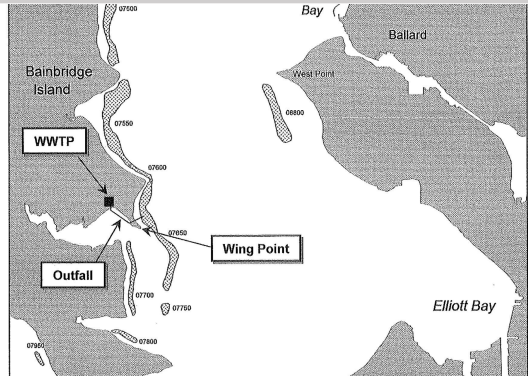 07500
Bay
Ballard
Bainbridge
Island
West Point
08800
07550
WWTP
07600
07650
Wing Point
Outfall
07700
07750
Elliott Bay
07800
07950